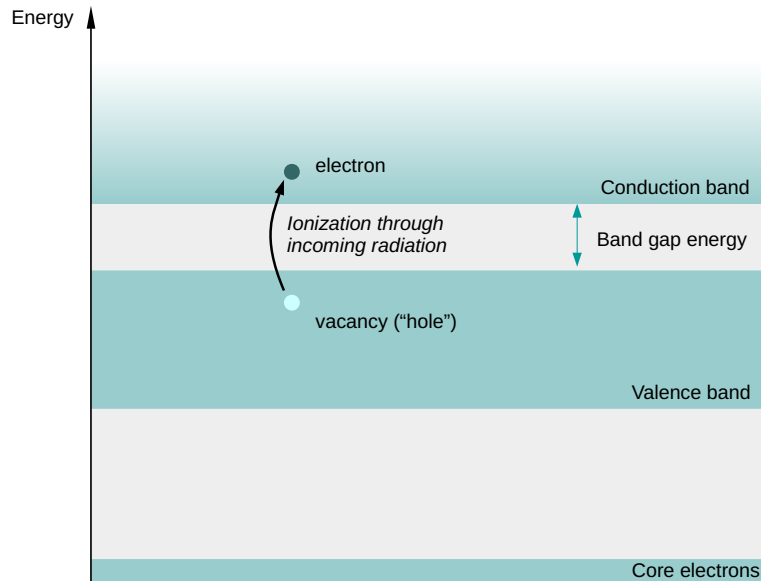 Energy
electron
Conduction band
Ionization through
incoming radiation
Band gap energy
vacancy (“hole”)
Valence band
Core electrons